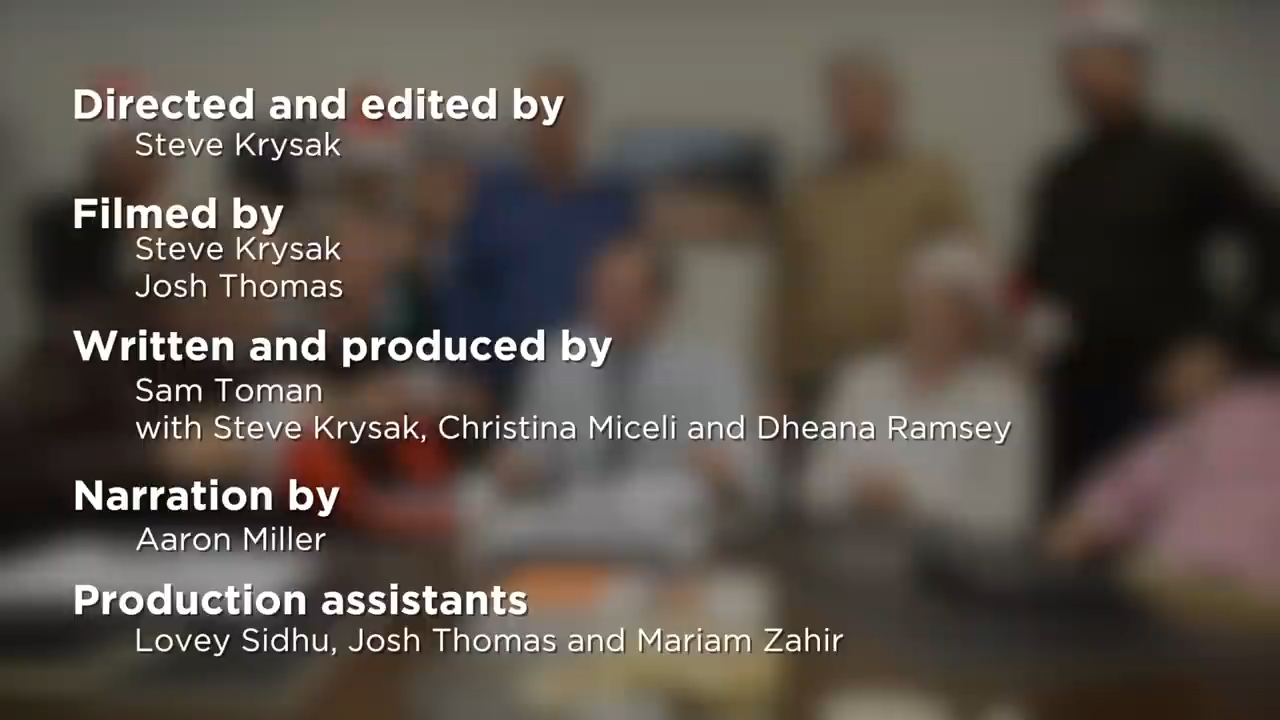 Directed and edited by
Steve Krysak
Filmed by
Steve Krysak
Josh Thomas
Written and produced by
Sam Toman
with Steve Krysak, Christina Miceli and Dheana Ramsey
Narration by
Aaron Miller
Production assistants
Lovey Sidhu, Josh Thomas and Mariam Zahir